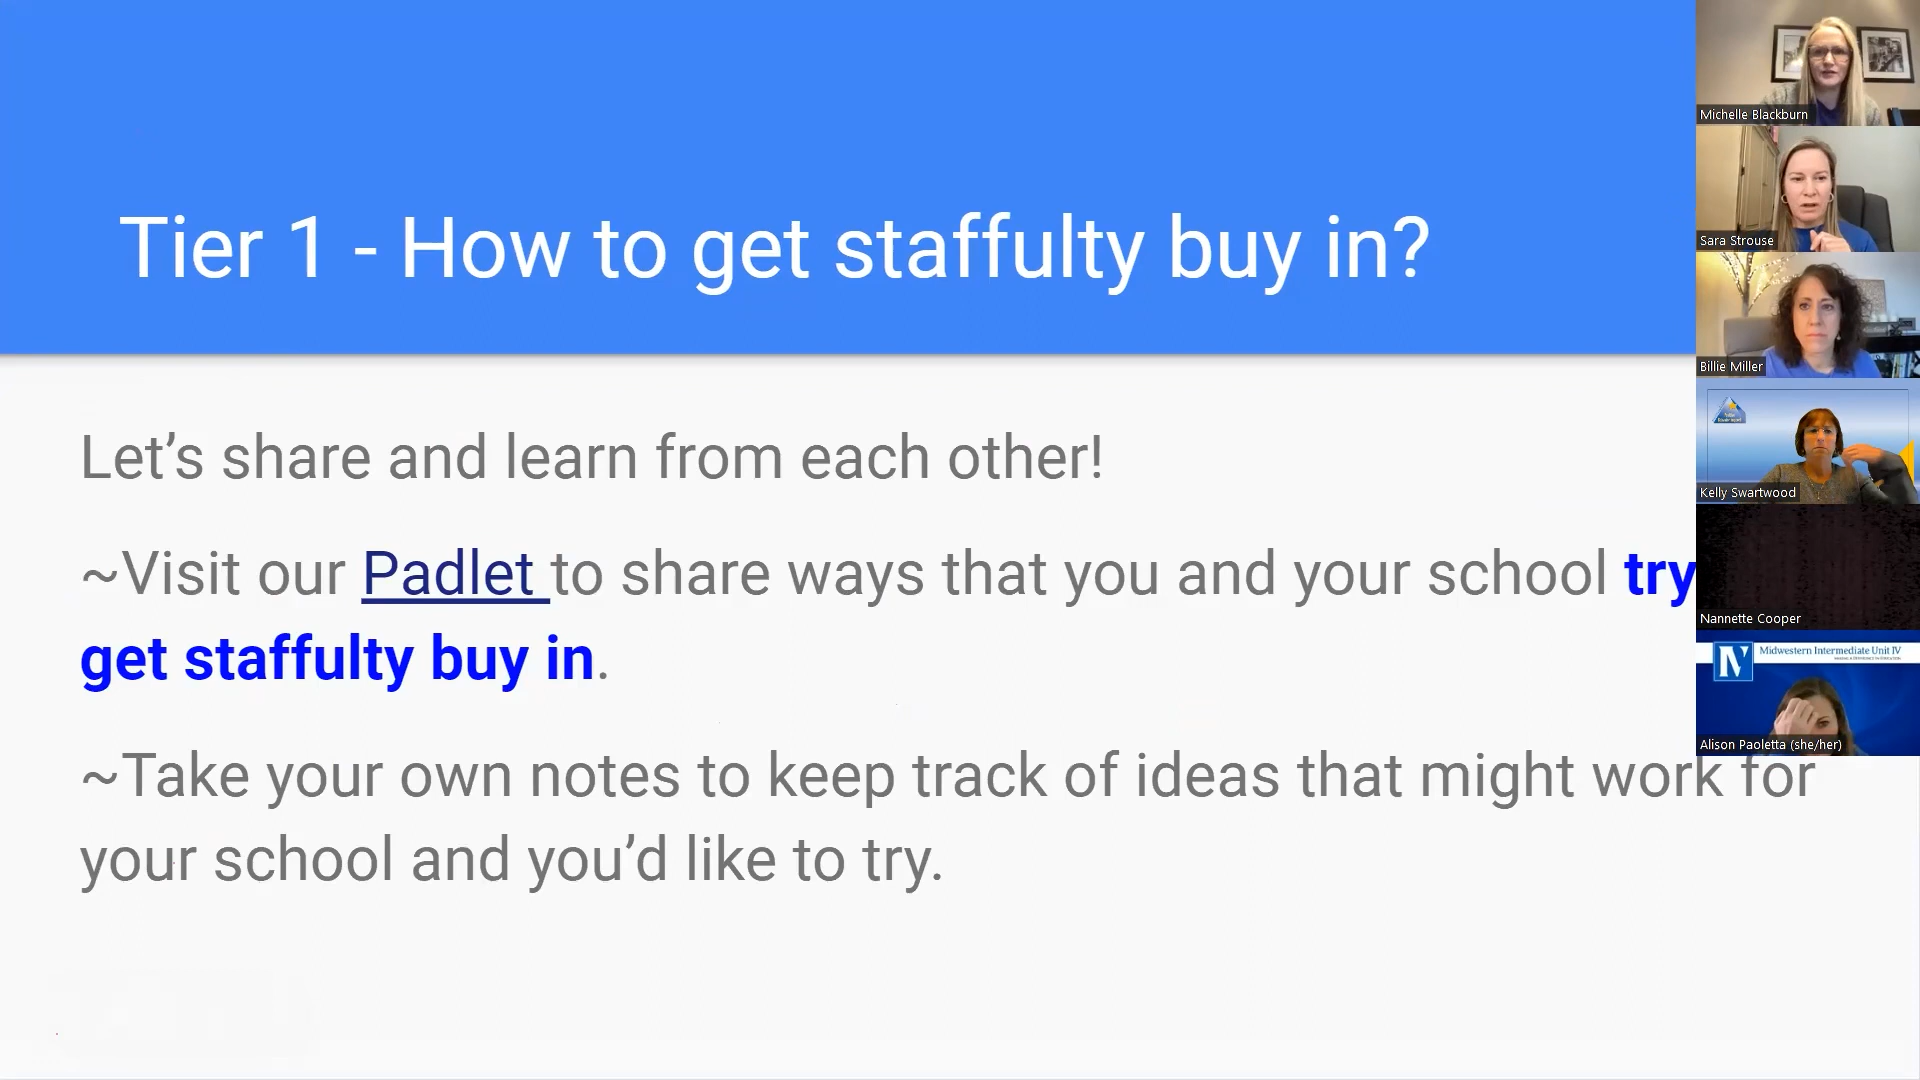 Tier 1 - How to get staffulty buy in?
Let’s share and learn from each other!
~Visit our Padlet to share ways that you and your school try
get staffulty buy in.
~Take your own notes to keep track of ideas that might work for
your school and you’d like to try.
Michelle Blackburn
Sara Strouse
Billie Miller
Kelly Swartwood
Nannette Cooper
IV Midwestern Intermediate Unit IV
Alison Paoletta (she/her)